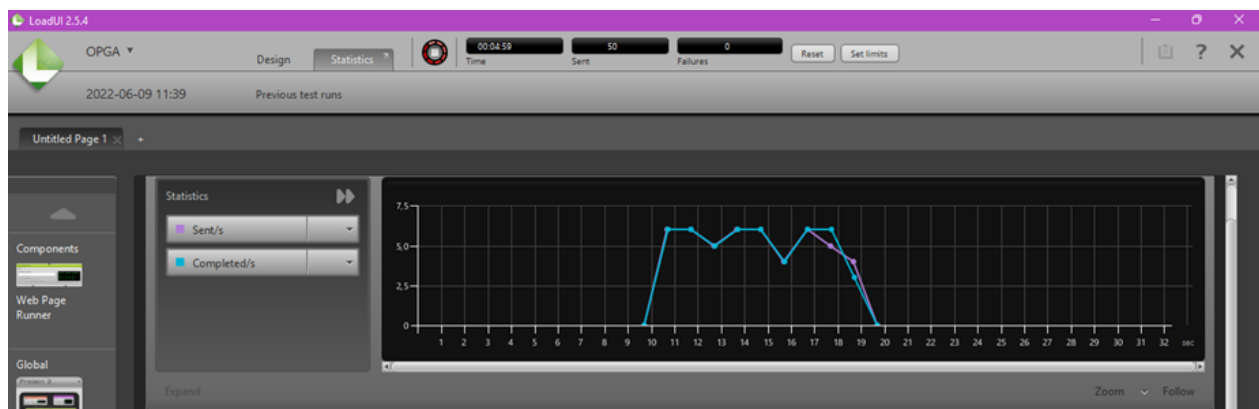 LoadUI 2.5.4
OPGA
Design
Statistics
00:04:59
Time
50
Sent
0
Failures
Reset
Set limits
?
2022-06-09 11:39
Previous test runs
Untitled Page 1
+
Statistics
Sent/s
Completed/s
Components
Web Page
Runner
Global
7,5
5,0
2,5
0
1 2 3 4 5 6 7 8 9 10 11 12 13 14 15 16 17 18 19 20 21 22 23 24 25 26 27 28 29 30 31 32 sec
Expand
Zoom
Follow